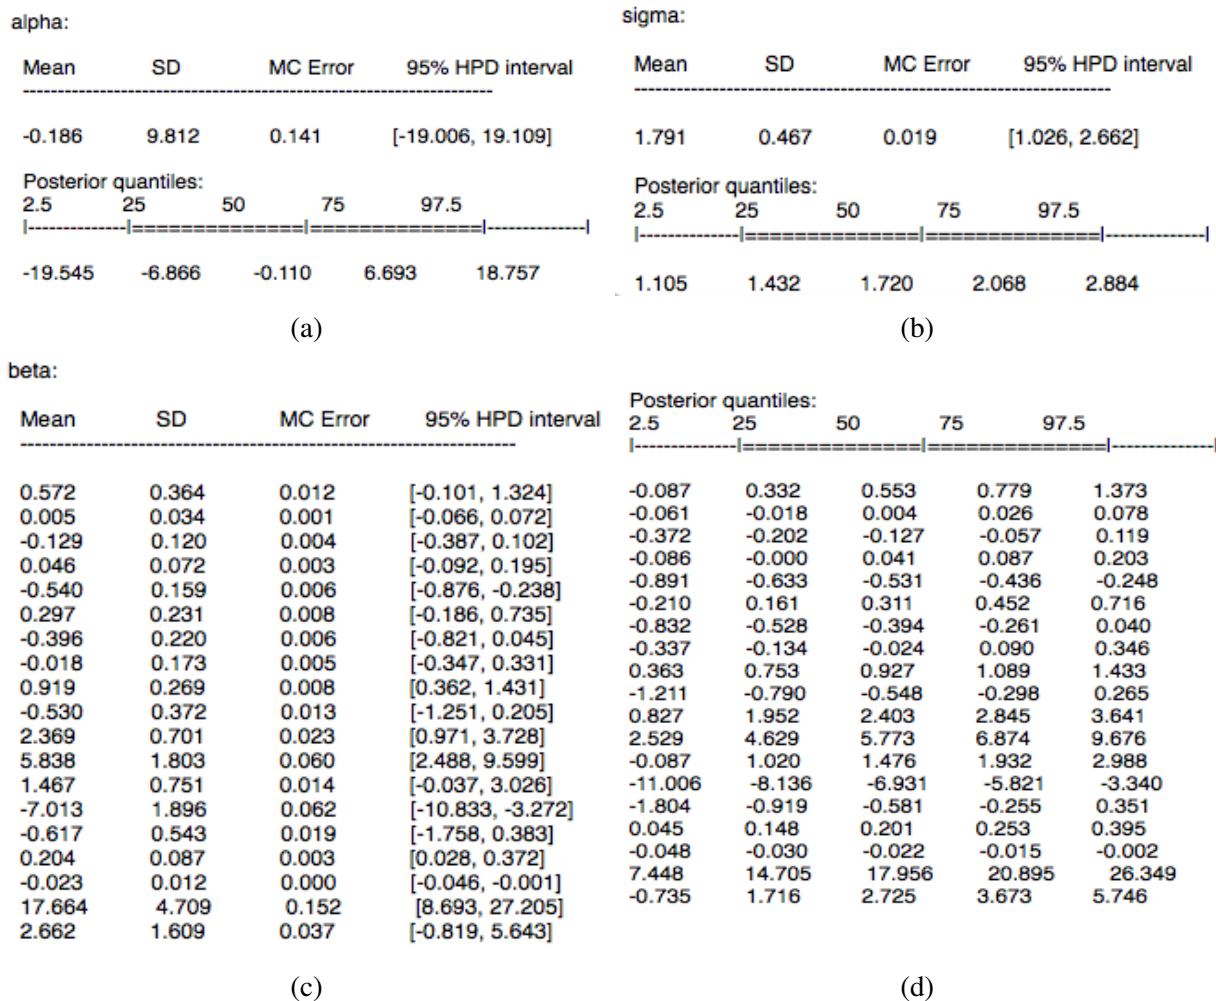 alpha:
Mean SD MC Error 95% HPD interval
-0.186 9.812 0.141 [-19.006, 19.109]
Posterior quantiles:
2.5 25 50 75 97.5
|--------------|==============|==============|--------------|
-19.545 -6.866 -0.110 6.693 18.757
(a)
sigma:
Mean SD MC Error 95% HPD interval
1.791 0.467 0.019 [1.026, 2.662]
Posterior quantiles:
2.5 25 50 75 97.5
|--------------|==============|==============|--------------|
1.105 1.432 1.720 2.068 2.884
(b)
beta:
Mean SD MC Error 95% HPD interval
0.572 0.364 0.012 [-0.101, 1.324]
0.005 0.034 0.001 [-0.066, 0.072]
-0.129 0.120 0.004 [-0.387, 0.102]
0.046 0.072 0.003 [-0.092, 0.195]
-0.540 0.159 0.006 [-0.876, -0.238]
0.297 0.231 0.008 [-0.186, 0.735]
-0.396 0.220 0.006 [-0.821, 0.045]
-0.018 0.173 0.005 [-0.347, 0.331]
0.919 0.269 0.008 [0.362, 1.431]
-0.530 0.372 0.013 [-1.251, 0.205]
2.369 0.701 0.023 [0.971, 3.728]
5.838 1.803 0.060 [2.488, 9.599]
1.467 0.751 0.014 [-0.037, 3.026]
-7.013 1.896 0.062 [-10.833, -3.272]
-0.617 0.543 0.019 [-1.758, 0.383]
0.204 0.087 0.003 [0.028, 0.372]
-0.023 0.012 0.000 [-0.046, -0.001]
17.664 4.709 0.152 [8.693, 27.205]
2.662 1.609 0.037 [-0.819, 5.643]
(c)
Posterior quantiles:
2.5 25 50 75 97.5
|--------------|==============|==============|--------------|
-0.087 0.332 0.553 0.779 1.373
-0.061 -0.018 0.004 0.026 0.078
-0.372 -0.202 -0.127 -0.057 0.119
-0.086 -0.000 0.041 0.087 0.203
-0.891 -0.633 -0.531 -0.436 -0.248
-0.210 0.161 0.311 0.452 0.716
-0.832 -0.528 -0.394 -0.261 0.040
-0.337 -0.134 -0.024 0.090 0.346
0.363 0.753 0.927 1.089 1.433
-1.211 -0.790 -0.548 -0.298 0.265
0.827 1.952 2.403 2.845 3.641
2.529 4.629 5.773 6.874 9.676
-0.087 1.020 1.476 1.932 2.988
-11.006 -8.136 -6.931 -5.821 -3.340
-1.804 -0.919 -0.581 -0.255 0.351
0.045 0.148 0.201 0.253 0.395
-0.048 -0.030 -0.022 -0.015 -0.002
7.448 14.705 17.956 20.895 26.349
-0.735 1.716 2.725 3.673 5.746
(d)